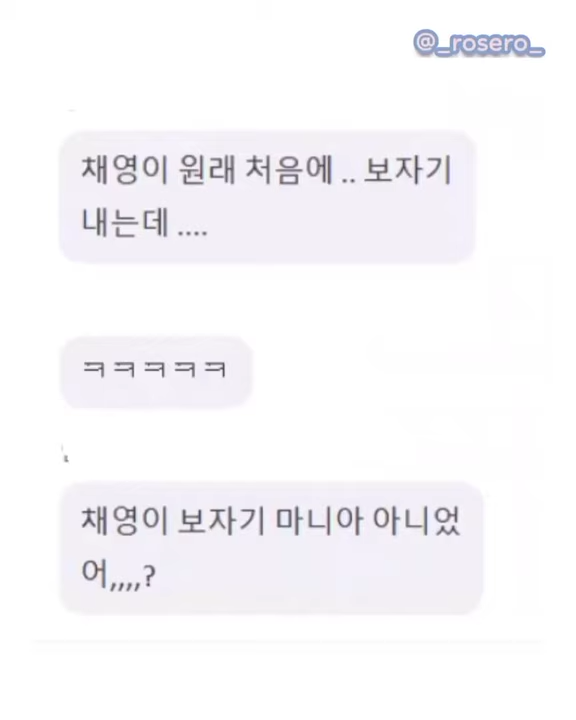 @_rosero_
채영이 원래 처음에 .. 보자기
내는데 ....
ㅋㅋㅋㅋㅋ
채영이 보자기 마니아 아니었
어,,,,?